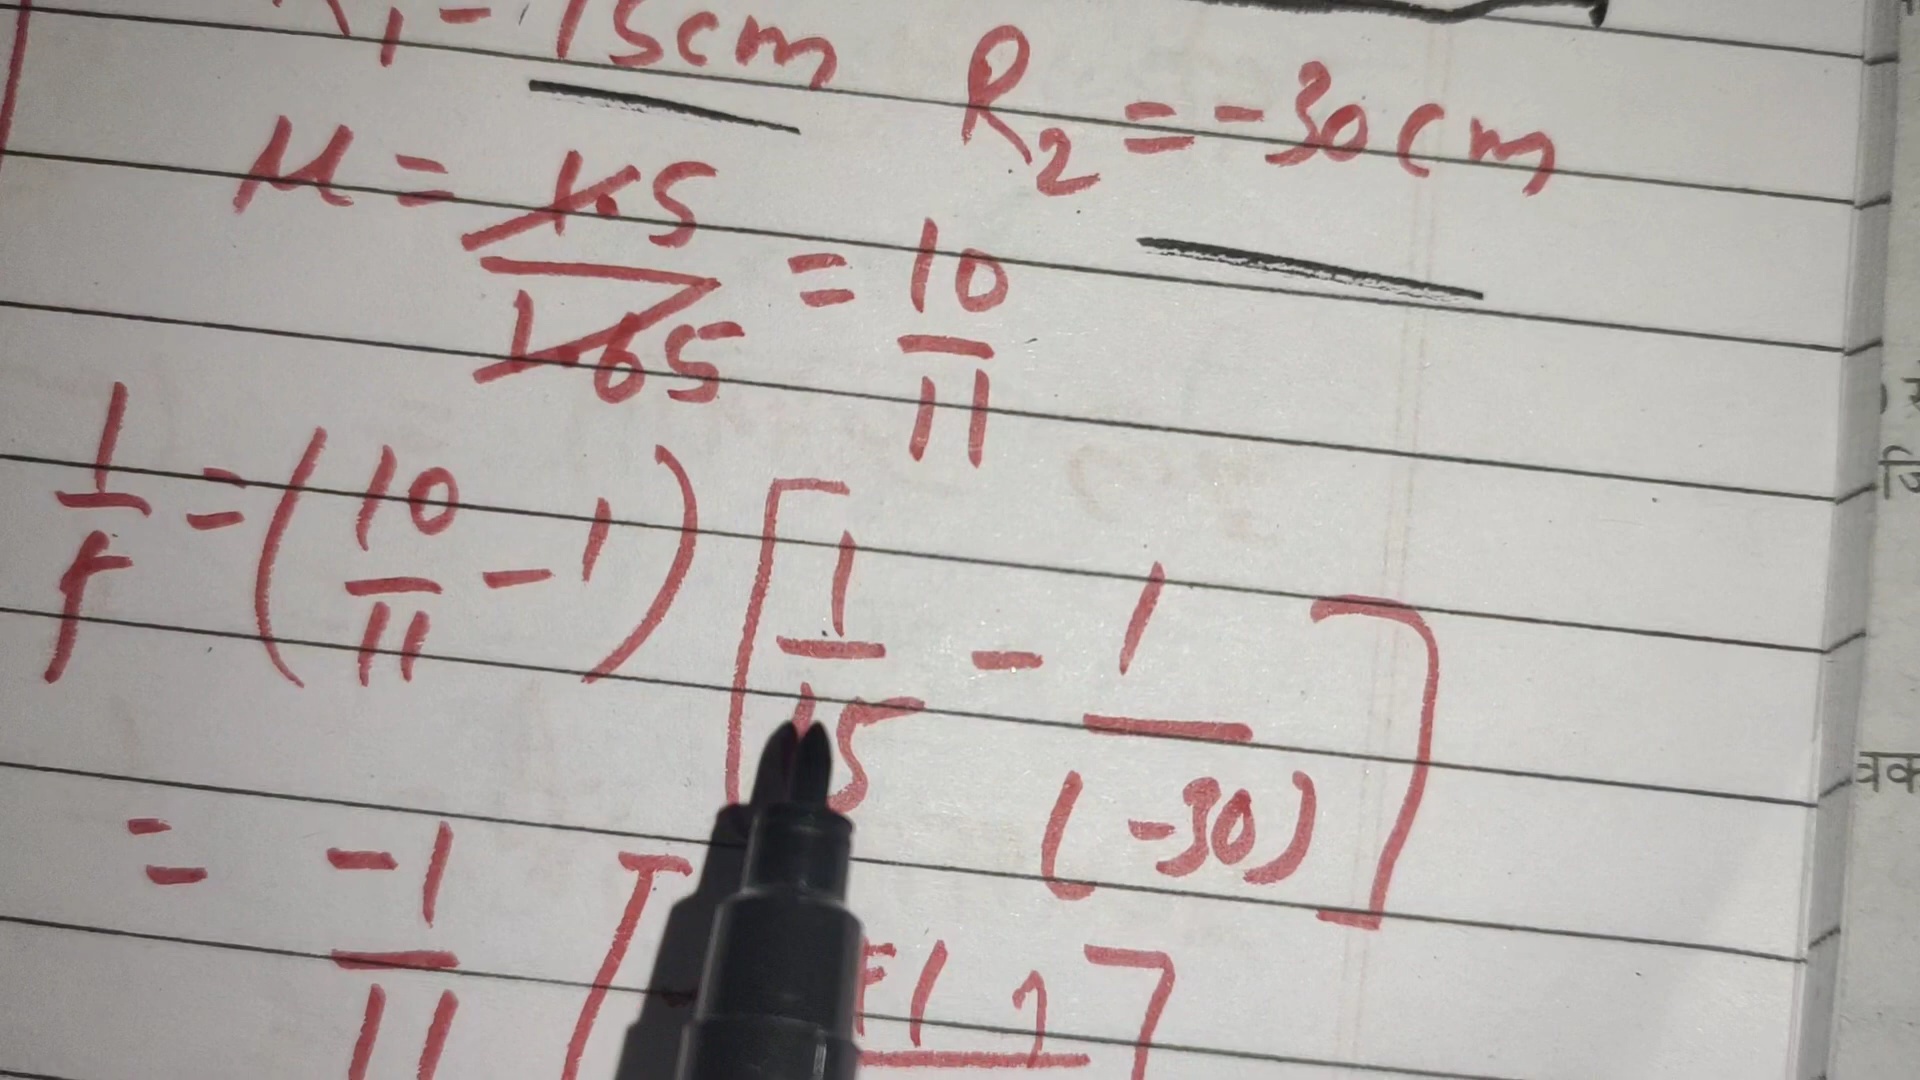 R₁ = 15cm R₂ = -30cm
μ = 1.5/1.65 = 10/11
1/f = (10/11 - 1) [1/15 - 1/(-30)]
= -1/11 [